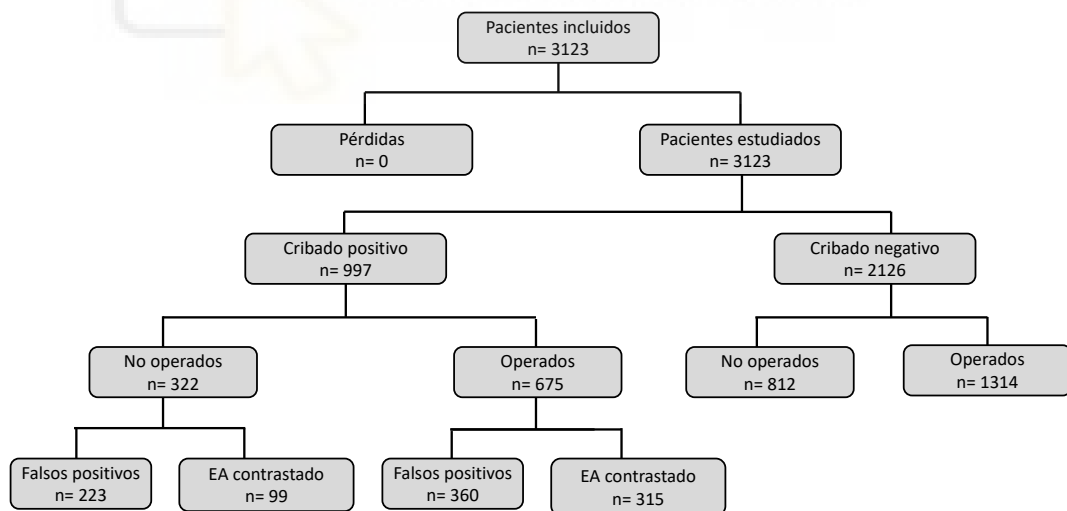 Pacientes incluidos
n= 3123
Pérdidas
n= 0
Pacientes estudiados
n= 3123
Cribado positivo
n= 997
Cribado negativo
n= 2126
No operados
n= 322
Operados
n= 675
No operados
n= 812
Operados
n= 1314
Falsos positivos
n= 223
EA contrastado
n= 99
Falsos positivos
n= 360
EA contrastado
n= 315